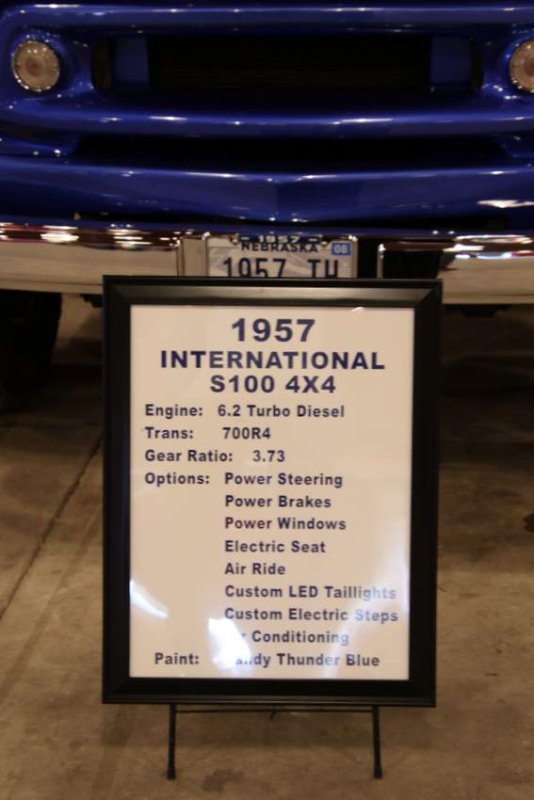 NEBRASKA 08
1957
1957
INTERNATIONAL
S100 4X4
Engine: 6.2 Turbo Diesel
Trans: 700R4
Gear Ratio: 3.73
Options: Power Steering
Power Brakes
Power Windows
Electric Seat
Air Ride
Custom LED Taillights
Custom Electric Steps
Conditioning
Paint: Thunder Blue